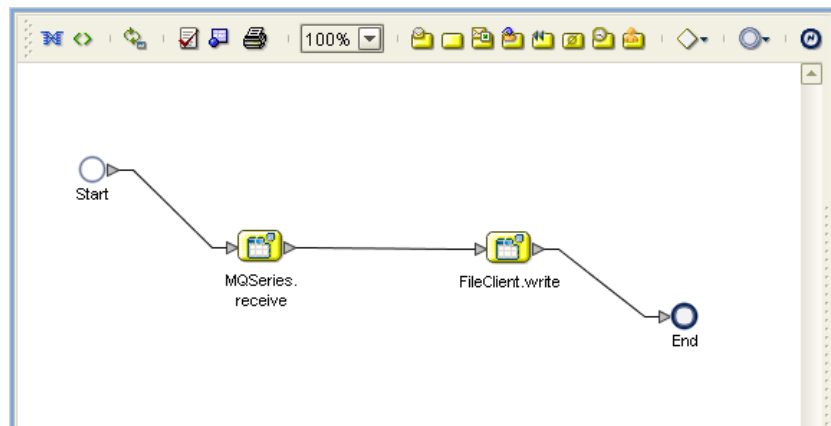 100%
Start
MQSeries.
receive
FileClient.write
End